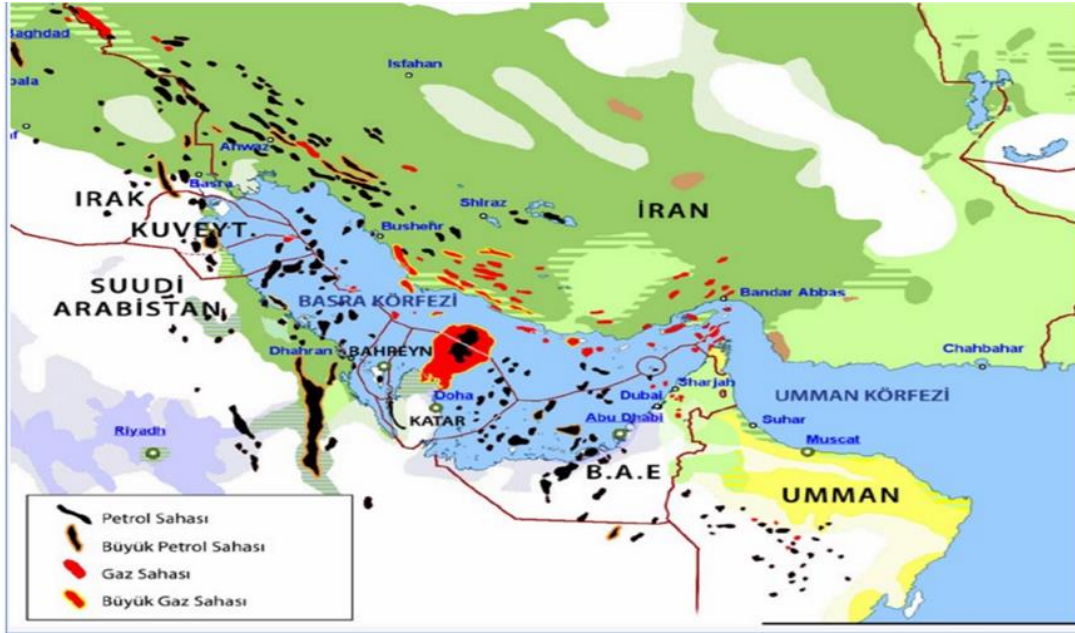 Baghdad
Isfahan
bala
af
Ahwaz
Basra
IRAK
Shiraz
İRAN
KUVEYT
Bushehr
SUUDİ
ARABİSTAN
BASRA KÖRFEZİ
Bandar Abbas
Dhahran
BAHREYN
Chahbahar
Sharjah
UMMAN KÖRFEZİ
Doha
Dubai
KATAR
Abu Dhabi
Suhar
Riyadh
Muscat
B.A.E
UMMAN
Petrol Sahası
Büyük Petrol Sahası
Gaz Sahası
Büyük Gaz Sahası